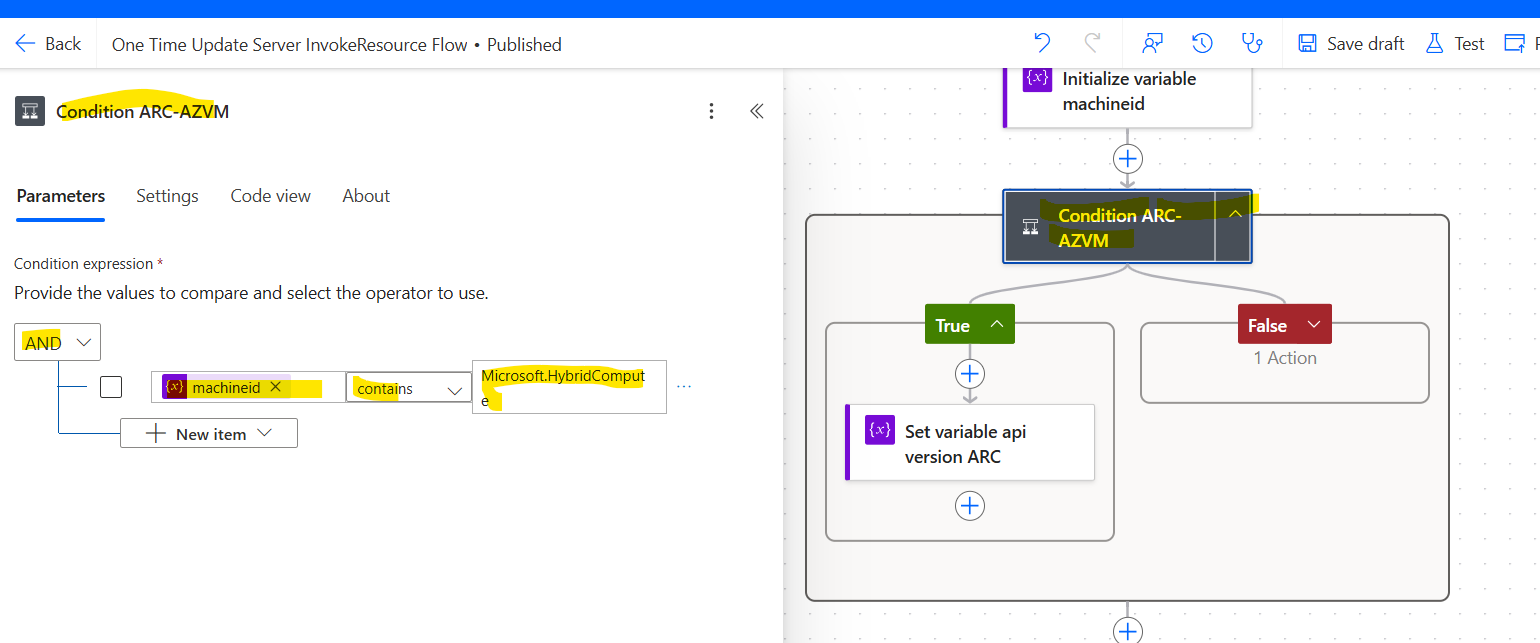 Back
One Time Update Server InvokeResource Flow • Published
Save draft
Test
Condition ARC-AZVM
Parameters
Settings
Code view
About
Condition expression *
Provide the values to compare and select the operator to use.
AND
{x} machineid
contains
Microsoft.HybridComput
e
New item
{x} Initialize variable
machineid
Condition ARC-
AZVM
True
False
1 Action
{x} Set variable api
version ARC